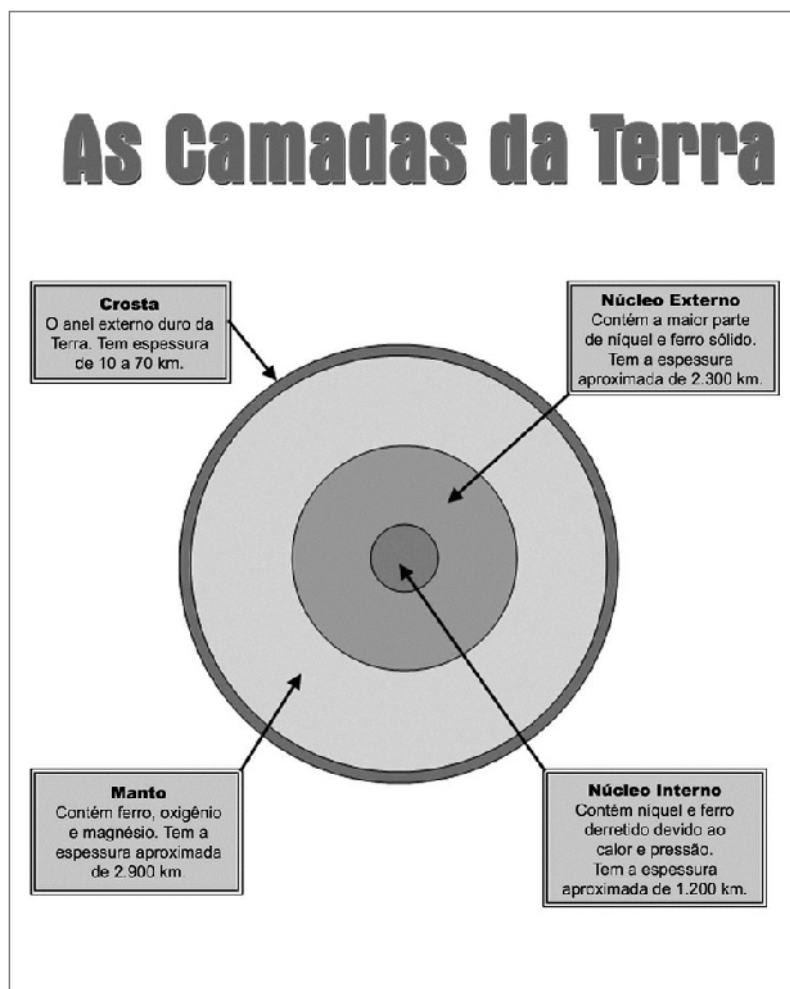 As Camadas da Terra
Crosta
O anel externo duro da
Terra. Tem espessura
de 10 a 70 km.
Núcleo Externo
Contém a maior parte
de níquel e ferro sólido.
Tem a espessura
aproximada de 2.300 km.
Manto
Contém ferro, oxigênio
e magnésio. Tem a
espessura aproximada
de 2.900 km.
Núcleo Interno
Contém níquel e ferro
derretido devido ao
calor e pressão.
Tem a espessura
aproximada de 1.200 km.